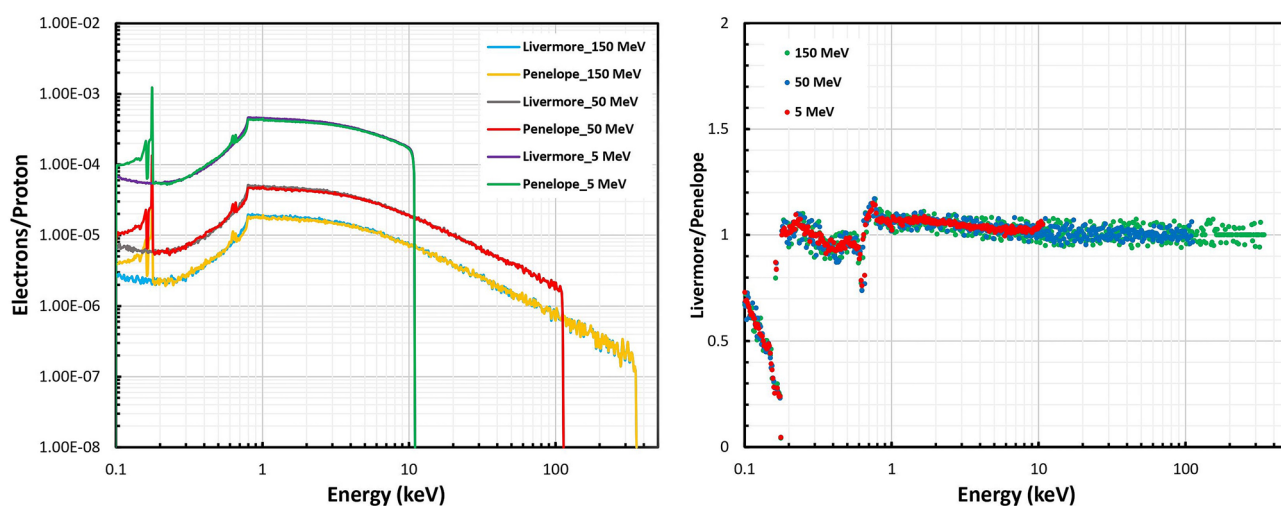 1.00E-02
1.00E-03
1.00E-04
1.00E-05
1.00E-06
1.00E-07
1.00E-08
Electrons/Proton
Livermore_150 MeV
Penelope_150 MeV
Livermore_50 MeV
Penelope_50 MeV
Livermore_5 MeV
Penelope_5 MeV
0.1 1 10 100
Energy (keV)
2
1.5
1
0.5
0
Livermore/Penelope
150 MeV
50 MeV
5 MeV
0.1 1 10 100
Energy (keV)